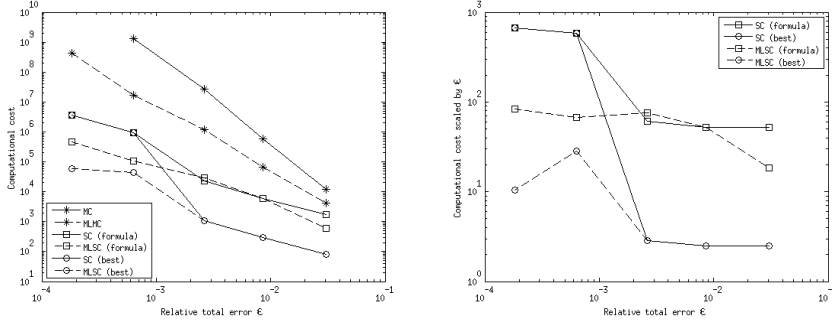 10^10
10^9
10^8
10^7
10^6
10^5
10^4
10^3
10^2
10^1
Computational cost
MC
MLMC
SC (formula)
MLSC (formula)
SC (best)
MLSC (best)
10^-4
10^-3
10^-2
10^-1
Relative total error ϵ
10^3
10^2
10^1
10^0
Computational cost scaled by ϵ
SC (formula)
SC (best)
MLSC (formula)
MLSC (best)
10^-4
10^-3
10^-2
10^-1
Relative total error ϵ